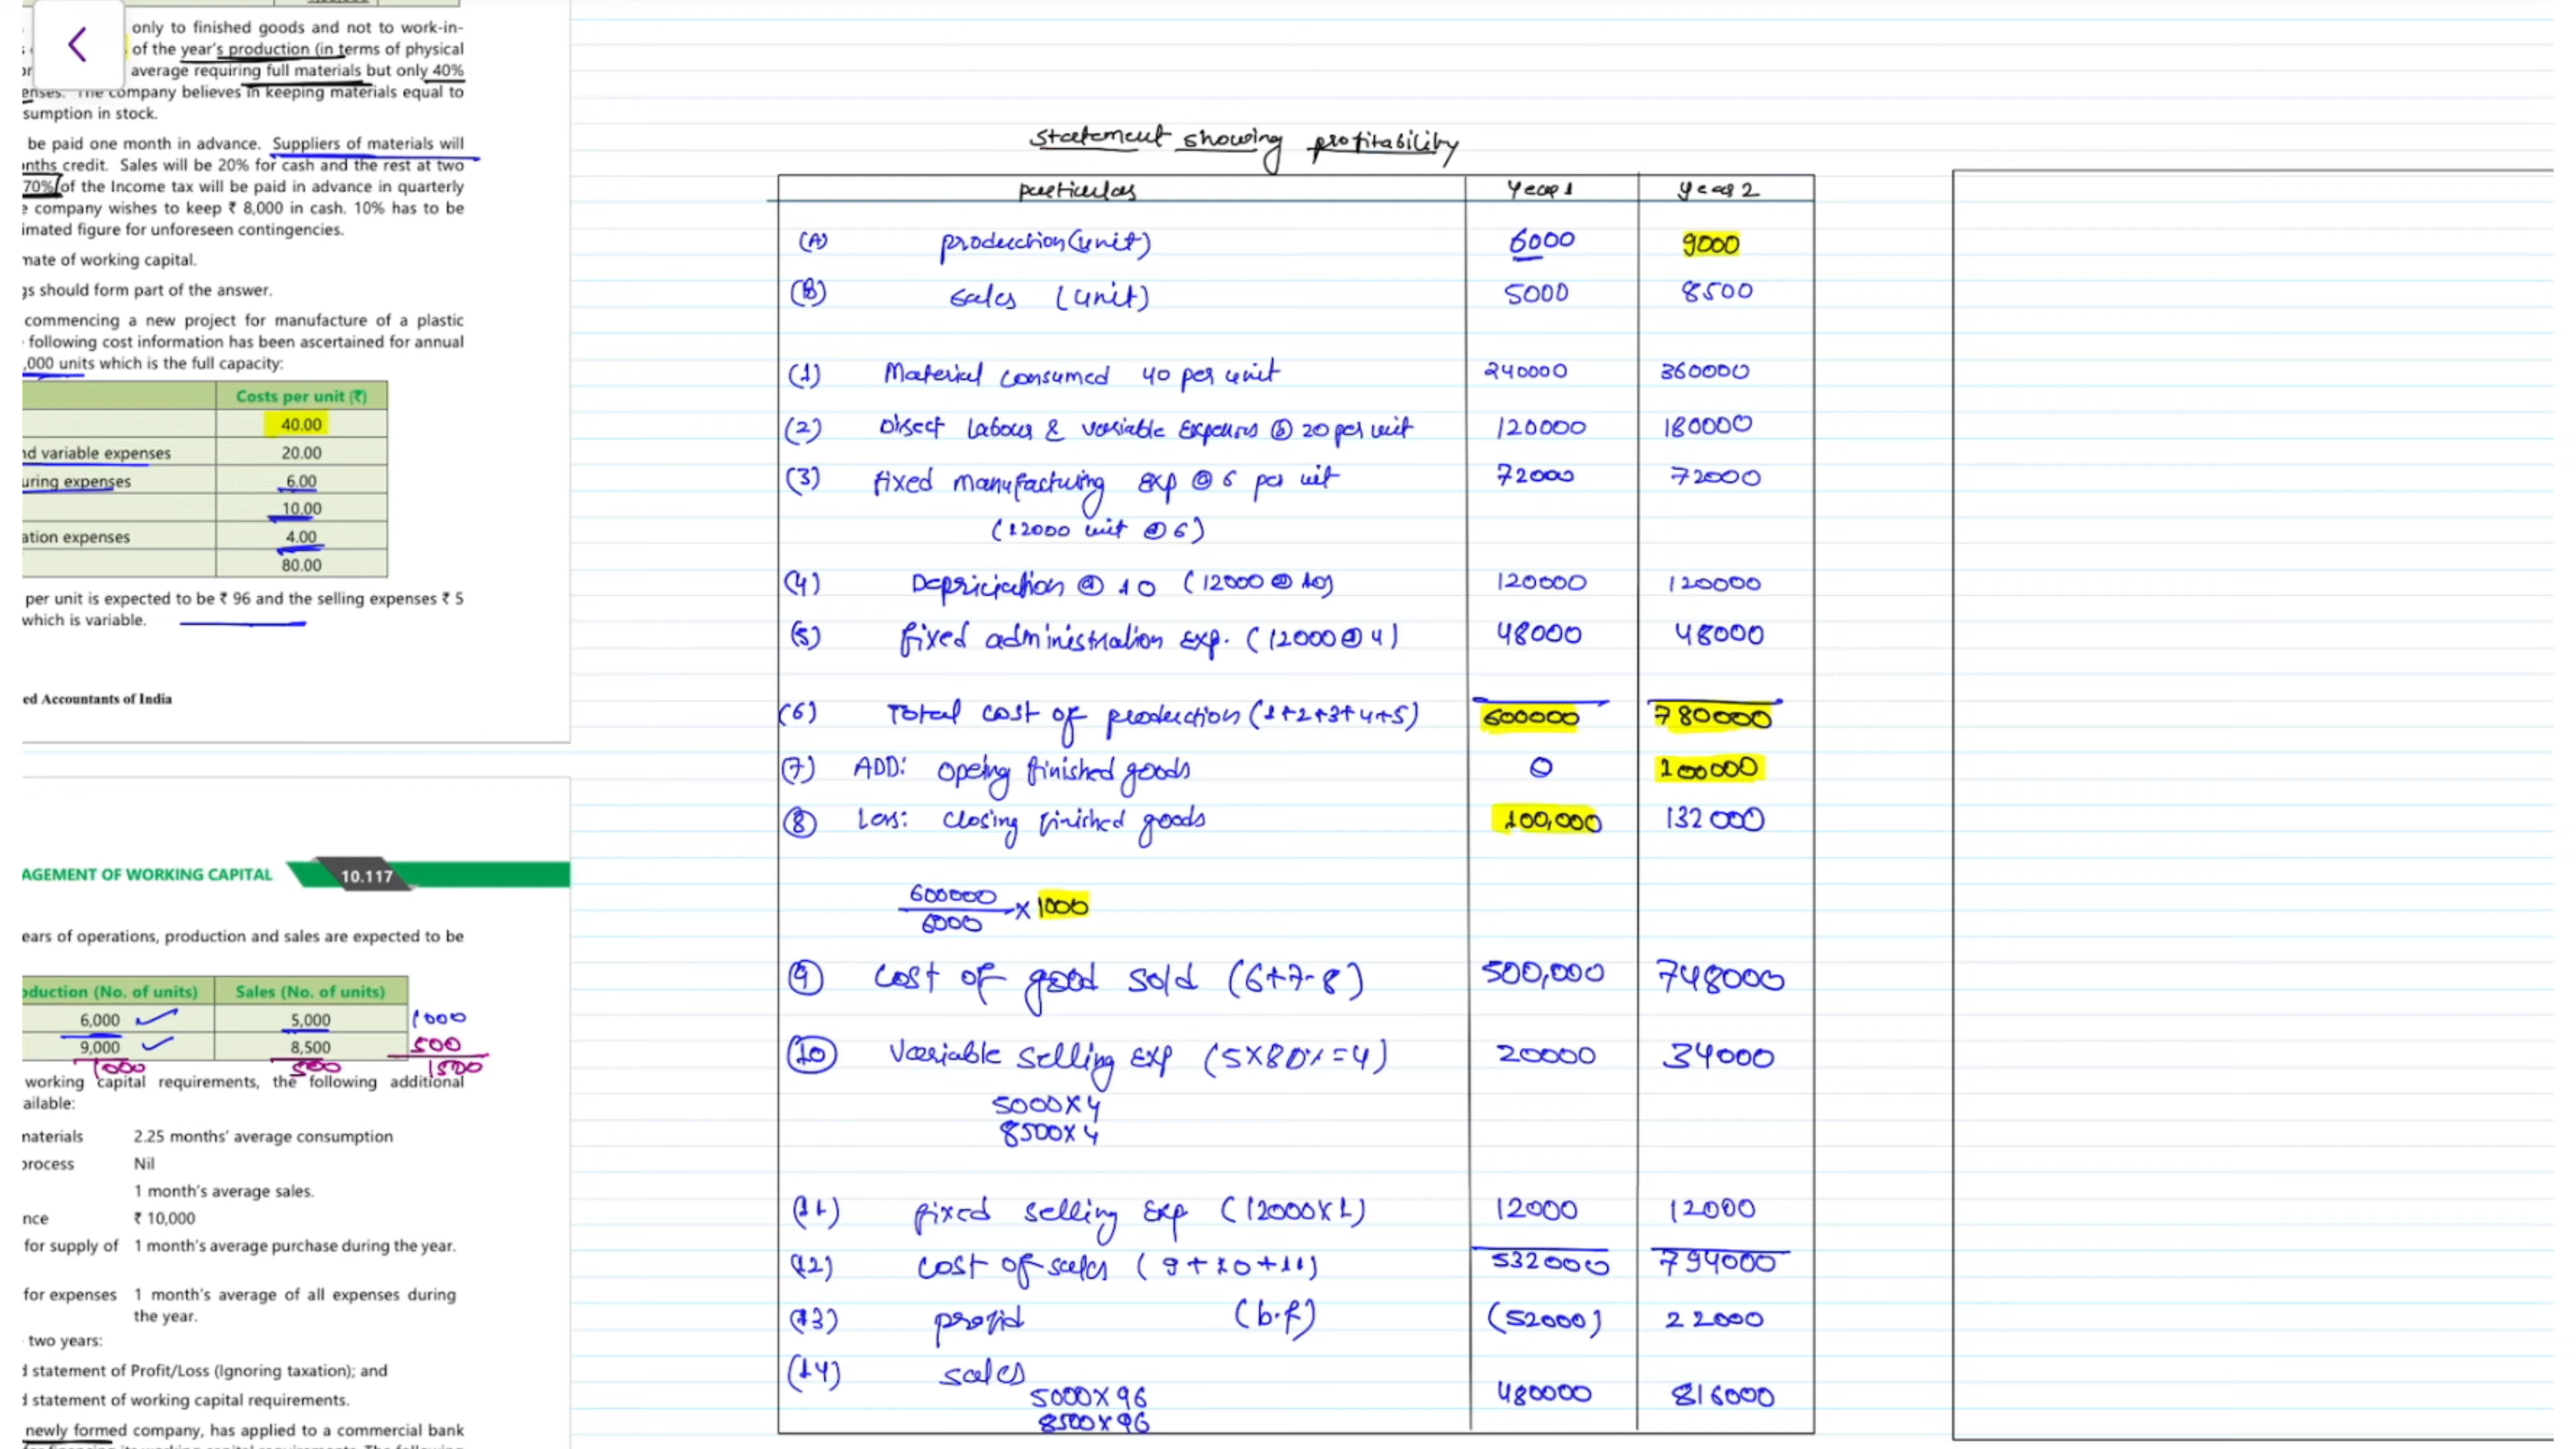 only to finished goods and not to work-in-
of the year's production (in terms of physical
average requiring full materials but only 40%
enses. The company believes in keeping materials equal to
sumption in stock.
be paid one month in advance. Suppliers of materials will
nths credit. Sales will be 20% for cash and the rest at two
70% of the Income tax will be paid in advance in quarterly
e company wishes to keep ₹ 8,000 in cash. 10% has to be
imated figure for unforeseen contingencies.
mate of working capital.
gs should form part of the answer.
commencing a new project for manufacture of a plastic
following cost information has been ascertained for annual
,000 units which is the full capacity:
Costs per unit (₹)
40.00
nd variable expenses 20.00
uring expenses 6.00
10.00
ation expenses 4.00
80.00
per unit is expected to be ₹ 96 and the selling expenses ₹ 5
which is variable.
ed Accountants of India
AGEMENT OF WORKING CAPITAL 10.117
ears of operations, production and sales are expected to be
oduction (No. of units) Sales (No. of units)
6,000 5,000 1000
9,000 8,500 500
1000 500 1500
working capital requirements, the following additional
ailable:
naterials 2.25 months' average consumption
process Nil
1 month's average sales.
nce ₹ 10,000
for supply of 1 month's average purchase during the year.
for expenses 1 month's average of all expenses during
the year.
two years:
d statement of Profit/Loss (Ignoring taxation); and
d statement of working capital requirements.
newly formed company, has applied to a commercial bank
statement showing profitability
particulas Year 1 Year 2
(A) production (unit) 6000 9000
(B) sales (unit) 5000 8500
(1) Material consumed 40 per unit 240000 360000
(2) Direct labour & variable Expenses @ 20 per unit 120000 180000
(3) fixed manufacturing exp @ 6 per uit 72000 72000
(12000 unit @ 6)
(4) Depriciation @ 10 (12000 @ 10) 120000 120000
(5) fixed administration exp. (12000 @ 4) 48000 48000
(6) Total cost of production (1+2+3+4+5) 600000 780000
(7) ADD: opeing finished goods 0 100000
(8) Less: closing finished goods 100,000 132000
600000
6000 × 1000
(9) cost of good sold (6+7-8) 500,000 748000
(10) variable selling exp (5×80%=4) 20000 34000
5000×4
8500×4
(11) fixed selling exp (12000×1) 12000 12000
(12) cost of sales (9+10+11) 532000 794000
(13) profid (b.f) (52000) 22000
(14) sales
5000×96 480000 816000
8500×96